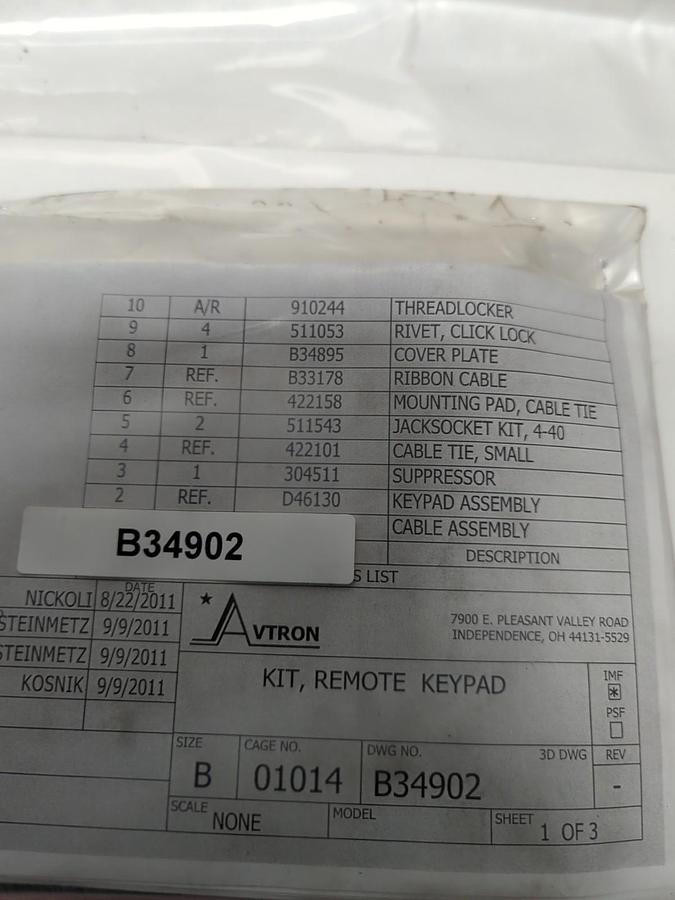 10 A/R 910244 THREADLOCKER
9 4 511053 RIVET, CLICK LOCK
8 1 B34895 COVER PLATE
7 REF. B33178 RIBBON CABLE
6 REF. 422158 MOUNTING PAD, CABLE TIE
5 2 511543 JACKSOCKET KIT, 4-40
4 REF. 422101 CABLE TIE, SMALL
3 1 304511 SUPPRESSOR
2 REF. D46130 KEYPAD ASSEMBLY
CABLE ASSEMBLY
B34902
DESCRIPTION
S LIST
DATE
NICKOLI 8/22/2011
STEINMETZ 9/9/2011
STEINMETZ 9/9/2011
KOSNIK 9/9/2011
AVTRON
7900 E. PLEASANT VALLEY ROAD
INDEPENDENCE, OH 44131-5529
KIT, REMOTE KEYPAD
IMF
*
PSF
SIZE CAGE NO. DWG NO. 3D DWG REV
B 01014 B34902 -
SCALE NONE MODEL SHEET 1 OF 3